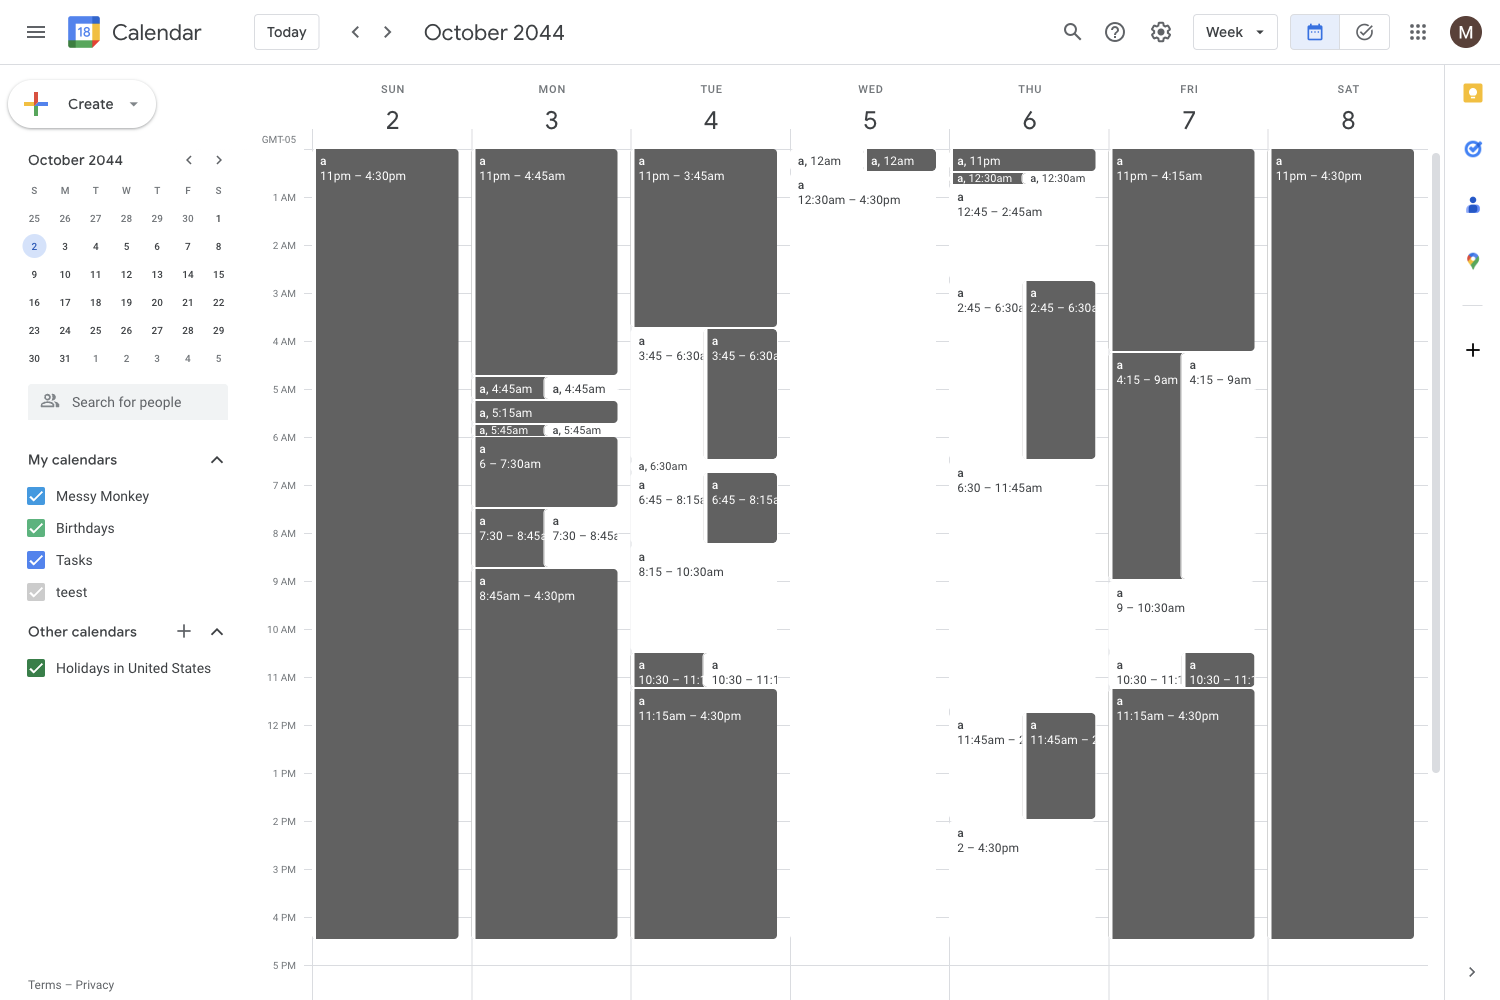 18 Calendar Today October 2044 Week M
Create
October 2044
S M T W T F S
25 26 27 28 29 30 1
2 3 4 5 6 7 8
9 10 11 12 13 14 15
16 17 18 19 20 21 22
23 24 25 26 27 28 29
30 31 1 2 3 4 5
Search for people
My calendars
Messy Monkey
Birthdays
Tasks
teest
Other calendars
Holidays in United States
Terms – Privacy
SUN MON TUE WED THU FRI SAT
2 3 4 5 6 7 8
GMT-05
1 AM
2 AM
3 AM
4 AM
5 AM
6 AM
7 AM
8 AM
9 AM
10 AM
11 AM
12 PM
1 PM
2 PM
3 PM
4 PM
5 PM
a
11pm – 4:30pm
a
11pm – 4:45am
a, 4:45am
a, 4:45am
a, 5:15am
a, 5:45am
a, 5:45am
a
6 – 7:30am
a
7:30 – 8:45a
a
7:30 – 8:45a
a
8:45am – 4:30pm
a
11pm – 3:45am
a
3:45 – 6:30a
a
3:45 – 6:30a
a, 6:30am
a
6:45 – 8:15a
a
6:45 – 8:15a
a
8:15 – 10:30am
a
10:30 – 11:1
a
10:30 – 11:1
a
11:15am – 4:30pm
a, 12am
a, 12am
a
12:30am – 4:30pm
a, 11pm
a, 12:30am
a, 12:30am
a
12:45 – 2:45am
a
2:45 – 6:30a
a
2:45 – 6:30a
a
6:30 – 11:45am
a
11:45am – 2
a
11:45am – 2
a
2 – 4:30pm
a
11pm – 4:15am
a
4:15 – 9am
a
4:15 – 9am
a
9 – 10:30am
a
10:30 – 11:1
a
10:30 – 11:1
a
11:15am – 4:30pm
a
11pm – 4:30pm